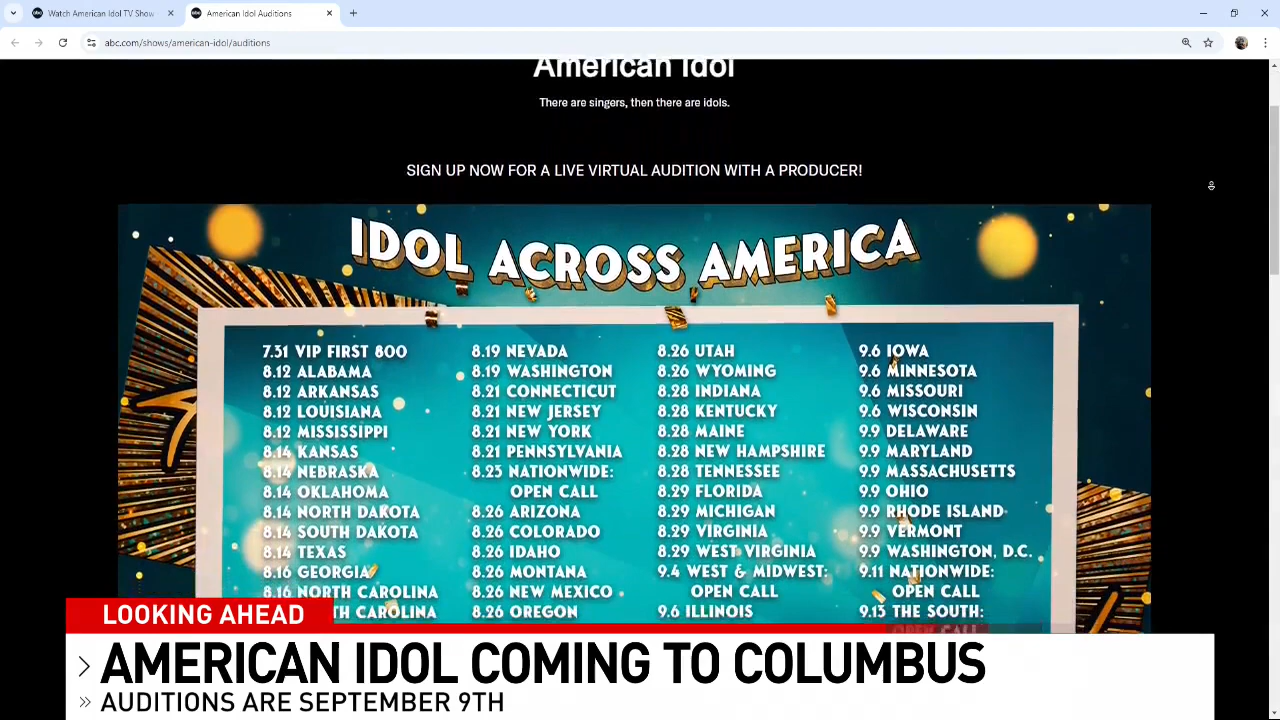 Watch American Idol TV Show
American Idol Auditions
abc.com/shows/american-idol/auditions
American Idol
There are singers, then there are idols.
SIGN UP NOW FOR A LIVE VIRTUAL AUDITION WITH A PRODUCER!
IDOL ACROSS AMERICA
7.31 VIP FIRST 800
8.12 ALABAMA
8.12 ARKANSAS
8.12 LOUISIANA
8.12 MISSISSIPPI
8.14 KANSAS
8.14 NEBRASKA
8.14 OKLAHOMA
8.14 NORTH DAKOTA
8.14 SOUTH DAKOTA
8.14 TEXAS
8.16 GEORGIA
8.16 NORTH CAROLINA
TH CAROLINA
8.19 NEVADA
8.19 WASHINGTON
8.21 CONNECTICUT
8.21 NEW JERSEY
8.21 NEW YORK
8.21 PENNSYLVANIA
8.23 NATIONWIDE:
OPEN CALL
8.26 ARIZONA
8.26 COLORADO
8.26 IDAHO
8.26 MONTANA
8.26 NEW MEXICO
8.26 OREGON
8.26 UTAH
8.26 WYOMING
8.28 INDIANA
8.28 KENTUCKY
8.28 MAINE
8.28 NEW HAMPSHIRE
8.28 TENNESSEE
8.29 FLORIDA
8.29 MICHIGAN
8.29 VIRGINIA
8.29 WEST VIRGINIA
9.4 WEST & MIDWEST:
OPEN CALL
9.6 ILLINOIS
9.6 IOWA
9.6 MINNESOTA
9.6 MISSOURI
9.6 WISCONSIN
9.9 DELAWARE
9.9 MARYLAND
9.9 MASSACHUSETTS
9.9 OHIO
9.9 RHODE ISLAND
9.9 VERMONT
9.9 WASHINGTON, D.C.
9.11 NATIONWIDE:
OPEN CALL
9.13 THE SOUTH:
OPEN CALL
LOOKING AHEAD
AMERICAN IDOL COMING TO COLUMBUS
AUDITIONS ARE SEPTEMBER 9TH